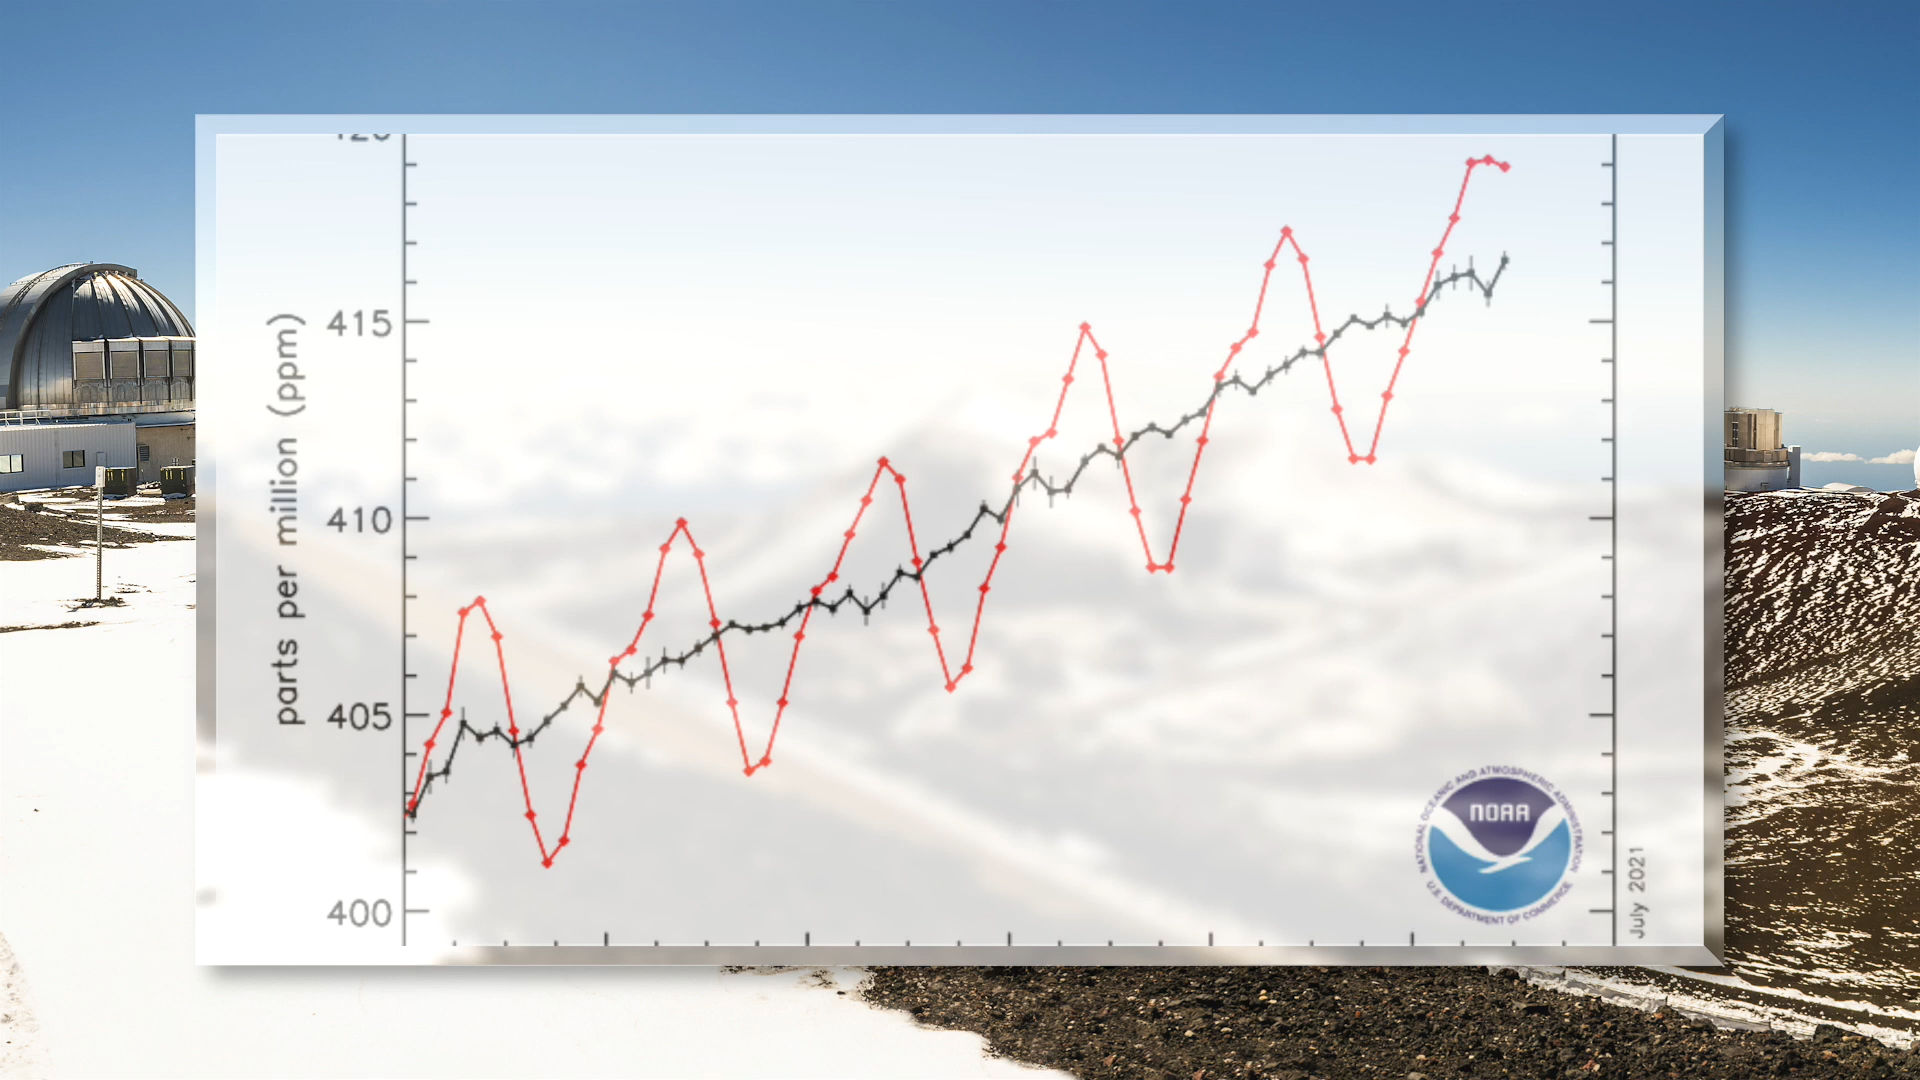 parts per million (ppm)
415
410
405
400
NATIONAL OCEANIC AND ATMOSPHERIC ADMINISTRATION
NOAA
U.S. DEPARTMENT OF COMMERCE
July 2021